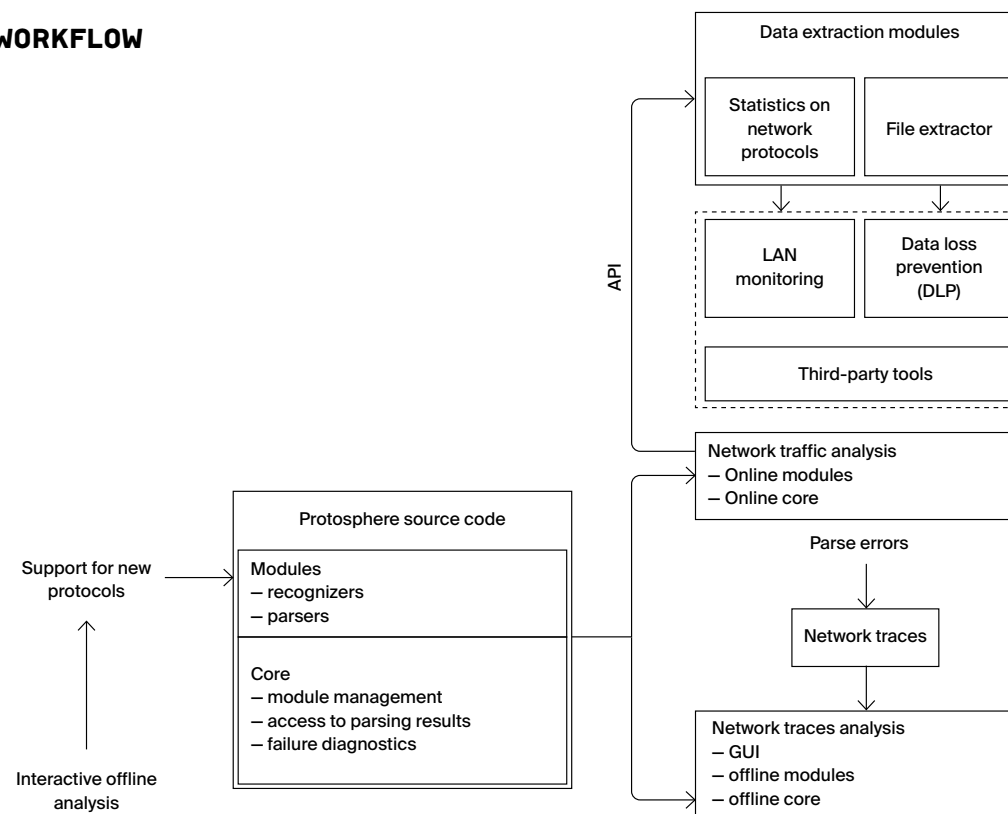 WORKFLOW
Data extraction modules
Statistics on
network
protocols
File extractor
LAN
monitoring
Data loss
prevention
(DLP)
Third-party tools
API
Network traffic analysis
– Online modules
– Online core
Parse errors
Network traces
Network traces analysis
– GUI
– offline modules
– offline core
Protosphere source code
Modules
– recognizers
– parsers
Core
– module management
– access to parsing results
– failure diagnostics
Support for new
protocols
Interactive offline
analysis